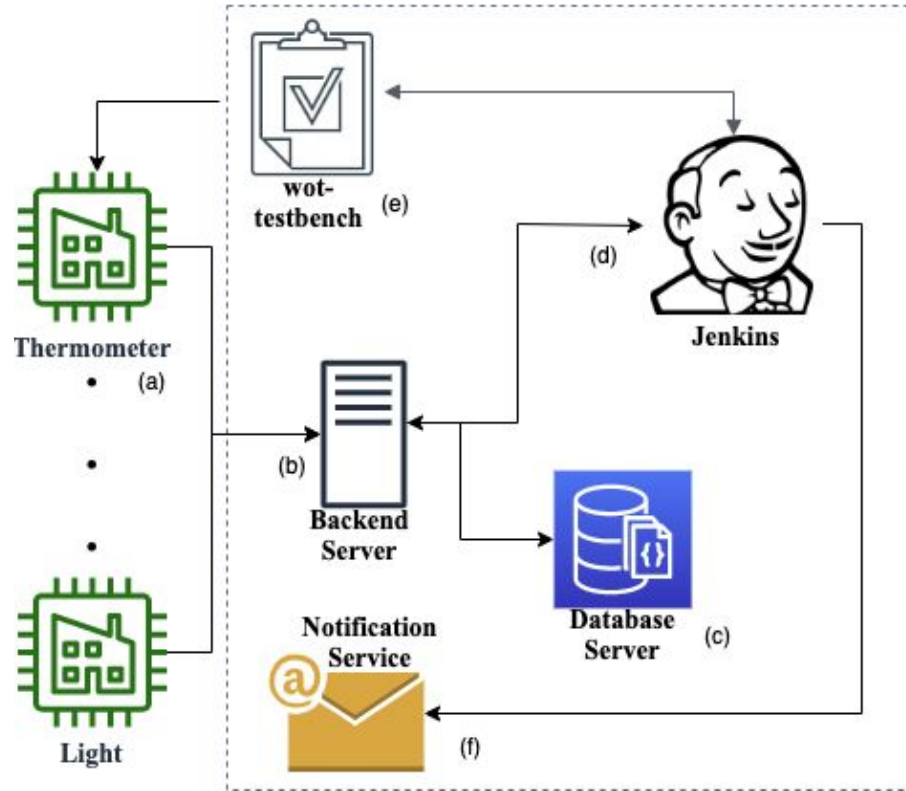 wot-
testbench
(e)
(d)
Jenkins
Thermometer
(a)
(b)
Backend
Server
{ }
Database
Server
(c)
Notification
Service
@
(f)
Light